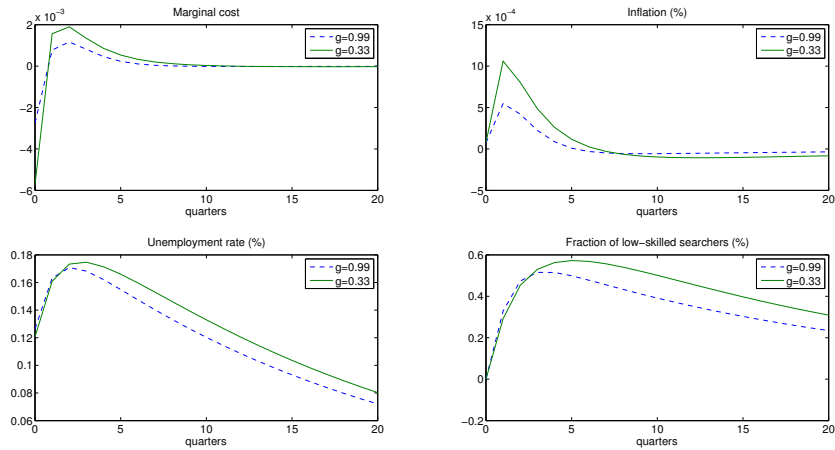 Marginal cost
x 10⁻³
2
0
−2
−4
−6
0 5 10 15 20
quarters
g=0.99
g=0.33
Inflation (%)
x 10⁻⁴
15
10
5
0
−5
0 5 10 15 20
quarters
g=0.99
g=0.33
Unemployment rate (%)
0.18
0.16
0.14
0.12
0.1
0.08
0.06
0 5 10 15 20
quarters
g=0.99
g=0.33
Fraction of low−skilled searchers (%)
0.6
0.4
0.2
0
−0.2
0 5 10 15 20
quarters
g=0.99
g=0.33